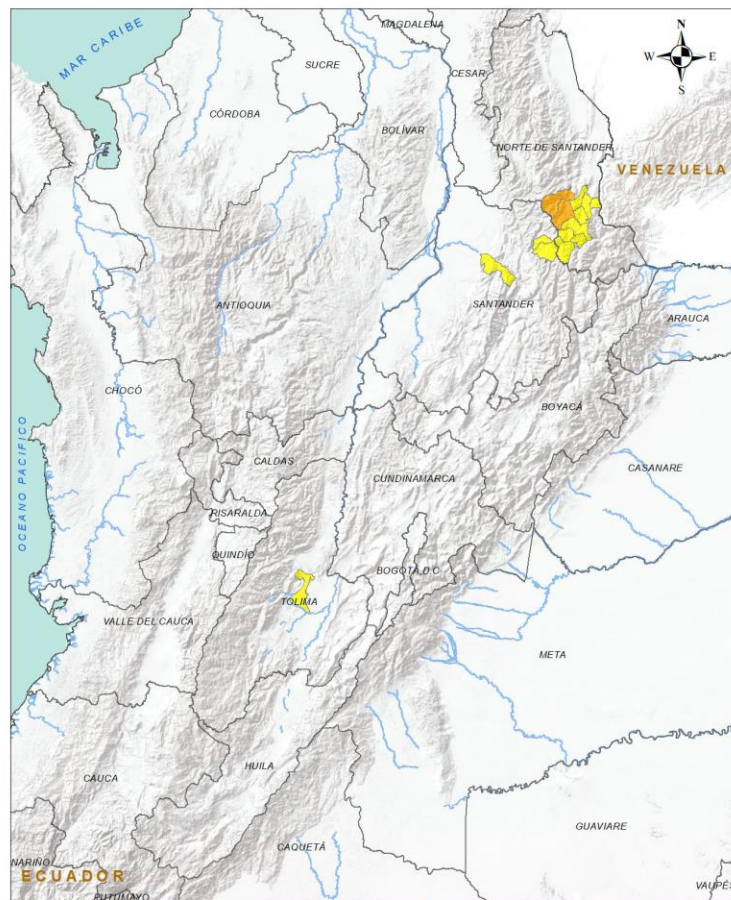 MAGDALENA
N
MAR CARIBE
SUCRE
CESAR
W
E
S
CÓRDOBA
BOLÍVAR
NORTE DE SANTANDER
VENEZUELA
ANTIOQUIA
SANTANDER
ARAUCA
CHOCÓ
BOYACÁ
CALDAS
CUNDINAMARCA
CASANARE
OCEANO PACIFICO
RISARALDA
QUINDÍO
BOGOTÁ D.C
TOLIMA
VALLE DEL CAUCA
META
HUILA
CAUCA
GUAVIARE
CAQUETÁ
NARIÑO
ECUADOR
VAUPÉS
PUTUMAYO